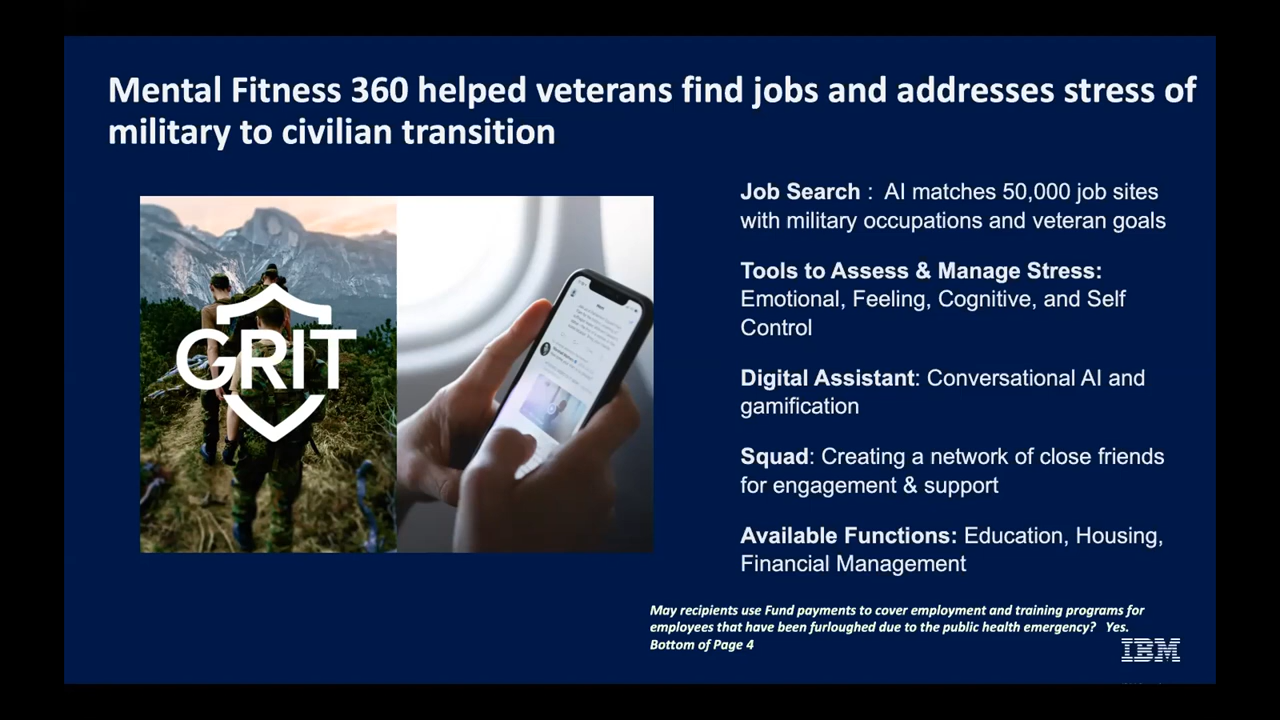 Mental Fitness 360 helped veterans find jobs and addresses stress of
military to civilian transition
GRIT
Job Search : AI matches 50,000 job sites
with military occupations and veteran goals
Tools to Assess & Manage Stress:
Emotional, Feeling, Cognitive, and Self
Control
Digital Assistant: Conversational AI and
gamification
Squad: Creating a network of close friends
for engagement & support
Available Functions: Education, Housing,
Financial Management
May recipients use Fund payments to cover employment and training programs for
employees that have been furloughed due to the public health emergency? Yes.
Bottom of Page 4
IBM